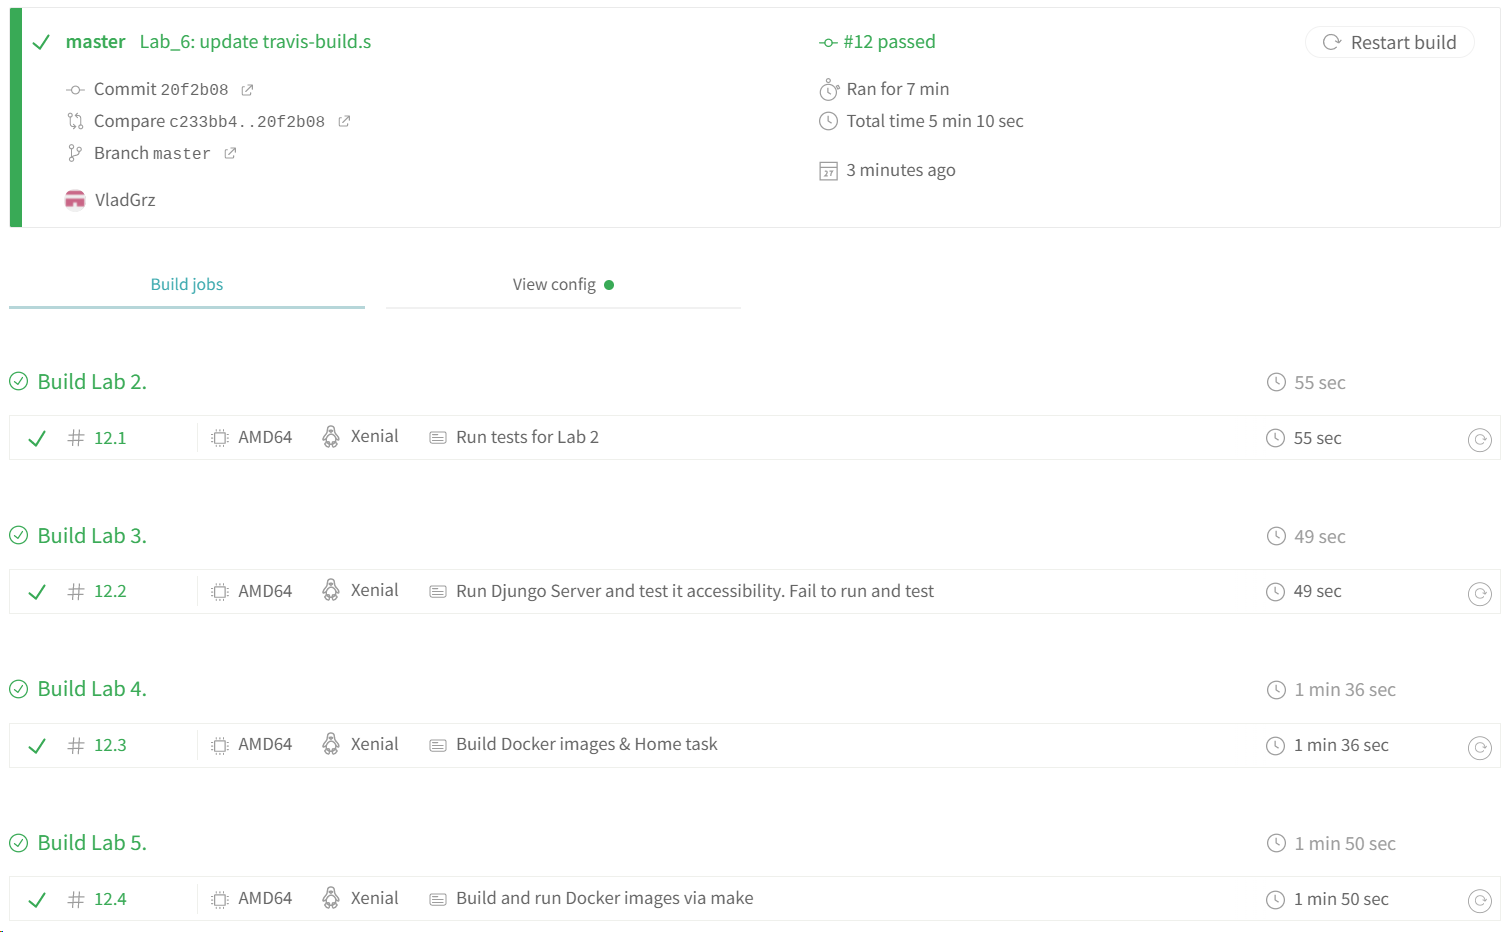 master Lab_6: update travis-build.s
#12 passed
Restart build
Commit 20f2b08
Ran for 7 min
Compare c233bb4..20f2b08
Total time 5 min 10 sec
Branch master
27 3 minutes ago
VladGrz
Build jobs
View config
Build Lab 2.
55 sec
# 12.1 AMD64 Xenial Run tests for Lab 2 55 sec
Build Lab 3.
49 sec
# 12.2 AMD64 Xenial Run Djungo Server and test it accessibility. Fail to run and test 49 sec
Build Lab 4.
1 min 36 sec
# 12.3 AMD64 Xenial Build Docker images & Home task 1 min 36 sec
Build Lab 5.
1 min 50 sec
# 12.4 AMD64 Xenial Build and run Docker images via make 1 min 50 sec